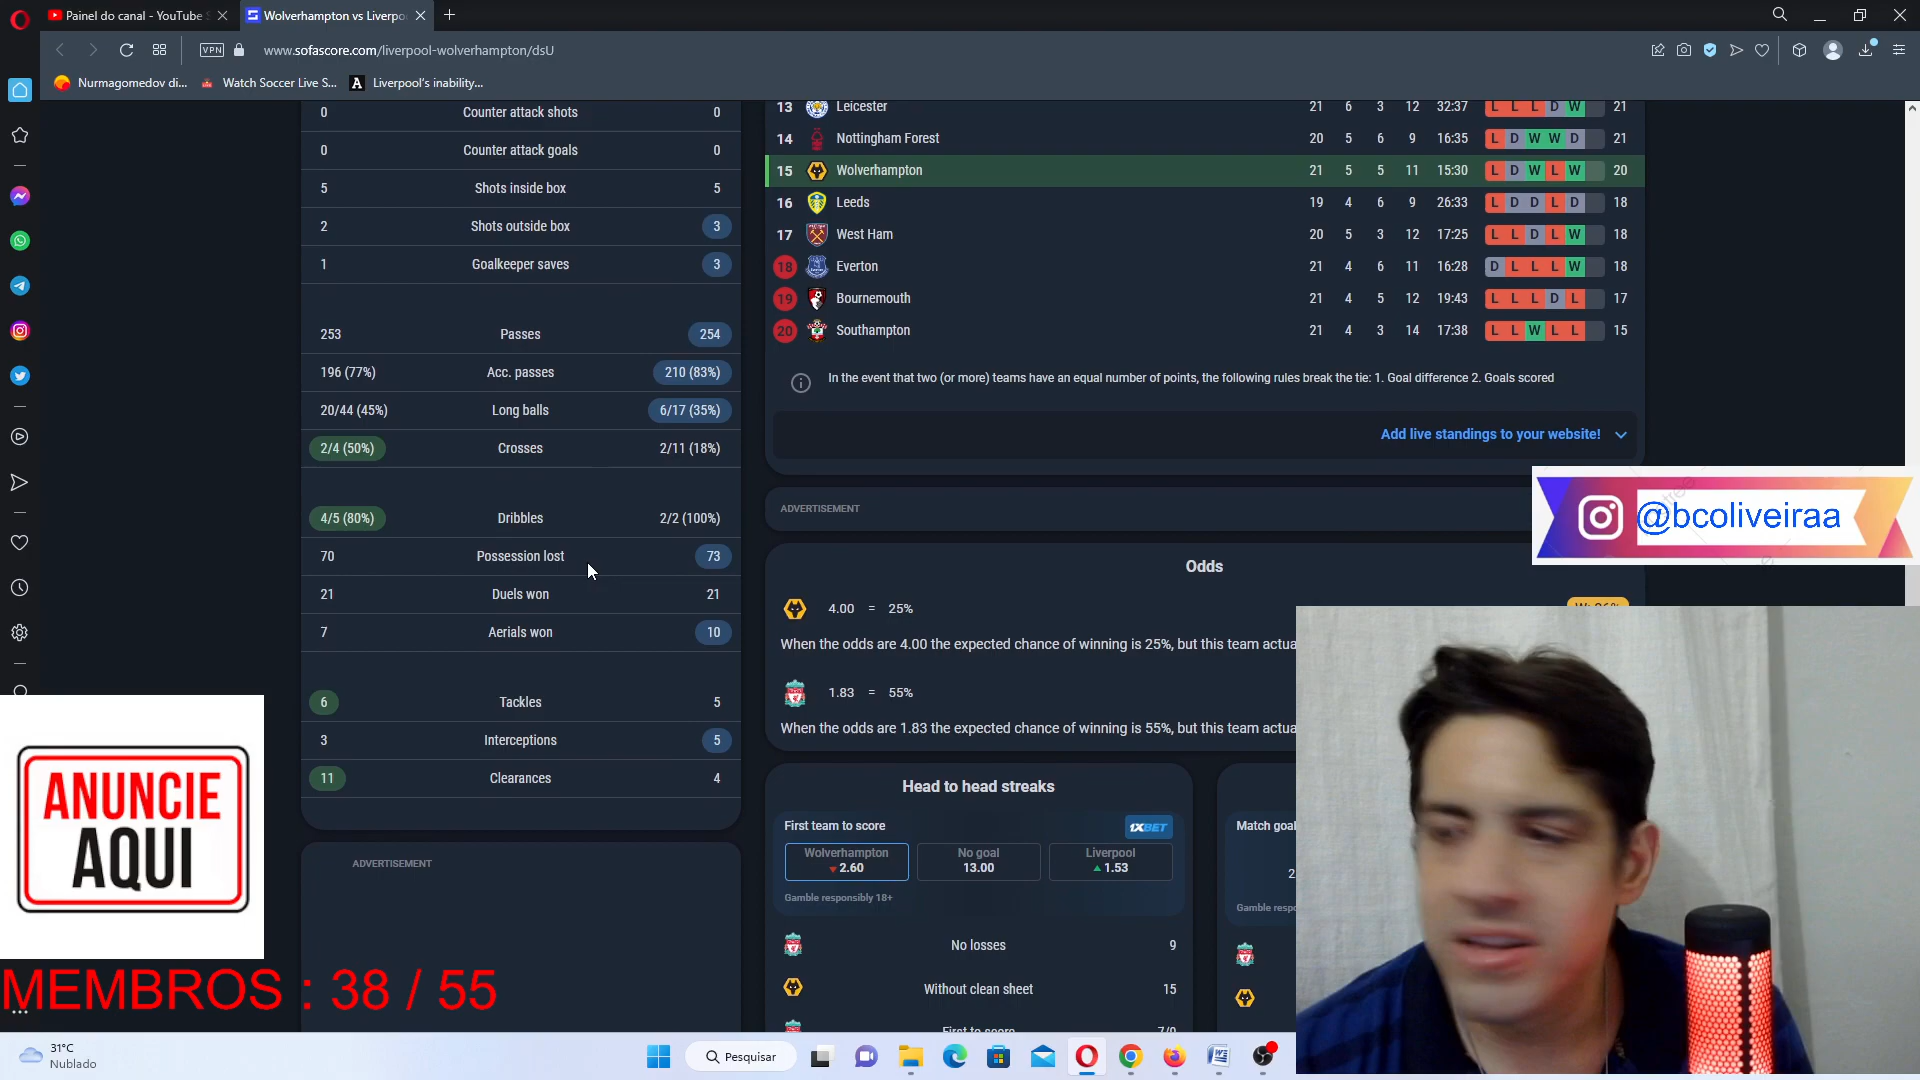 Painel do canal - YouTube S
Wolverhampton vs Liverpo
VPN
www.sofascore.com/liverpool-wolverhampton/dsU
Nurmagomedov di...
Watch Soccer Live S...
A
Liverpool's inability...
0 Counter attack shots 0
0 Counter attack goals 0
5 Shots inside box 5
2 Shots outside box 3
1 Goalkeeper saves 3
253 Passes 254
196 (77%) Acc. passes 210 (83%)
20/44 (45%) Long balls 6/17 (35%)
2/4 (50%) Crosses 2/11 (18%)
4/5 (80%) Dribbles 2/2 (100%)
70 Possession lost 73
21 Duels won 21
7 Aerials won 10
6 Tackles 5
3 Interceptions 5
11 Clearances 4
ADVERTISEMENT
13 Leicester 21 6 3 12 32:37 L L L D W 21
14 Nottingham Forest 20 5 6 9 16:35 L D W W D 21
15 Wolverhampton 21 5 5 11 15:30 L D W L W 20
16 Leeds 19 4 6 9 26:33 L D D L D 18
17 West Ham 20 5 3 12 17:25 L L D L W 18
18 Everton 21 4 6 11 16:28 D L L L W 18
19 Bournemouth 21 4 5 12 19:43 L L L D L 17
20 Southampton 21 4 3 14 17:38 L L W L L 15
In the event that two (or more) teams have an equal number of points, the following rules break the tie: 1. Goal difference 2. Goals scored
Add live standings to your website!
ADVERTISEMENT
@bcoliveiraa
Odds
4.00 = 25%
When the odds are 4.00 the expected chance of winning is 25%, but this team actua
1.83 = 55%
When the odds are 1.83 the expected chance of winning is 55%, but this team actua
Head to head streaks
First team to score 1XBET
Wolverhampton No goal Liverpool
2.60 13.00 1.53
Gamble responsibly 18+
No losses 9
Without clean sheet 15
First to score 7/9
Match goal
2
Gamble respo
ANUNCIE
AQUI
MEMBROS : 38 / 55
31°C
Nublado
Pesquisar